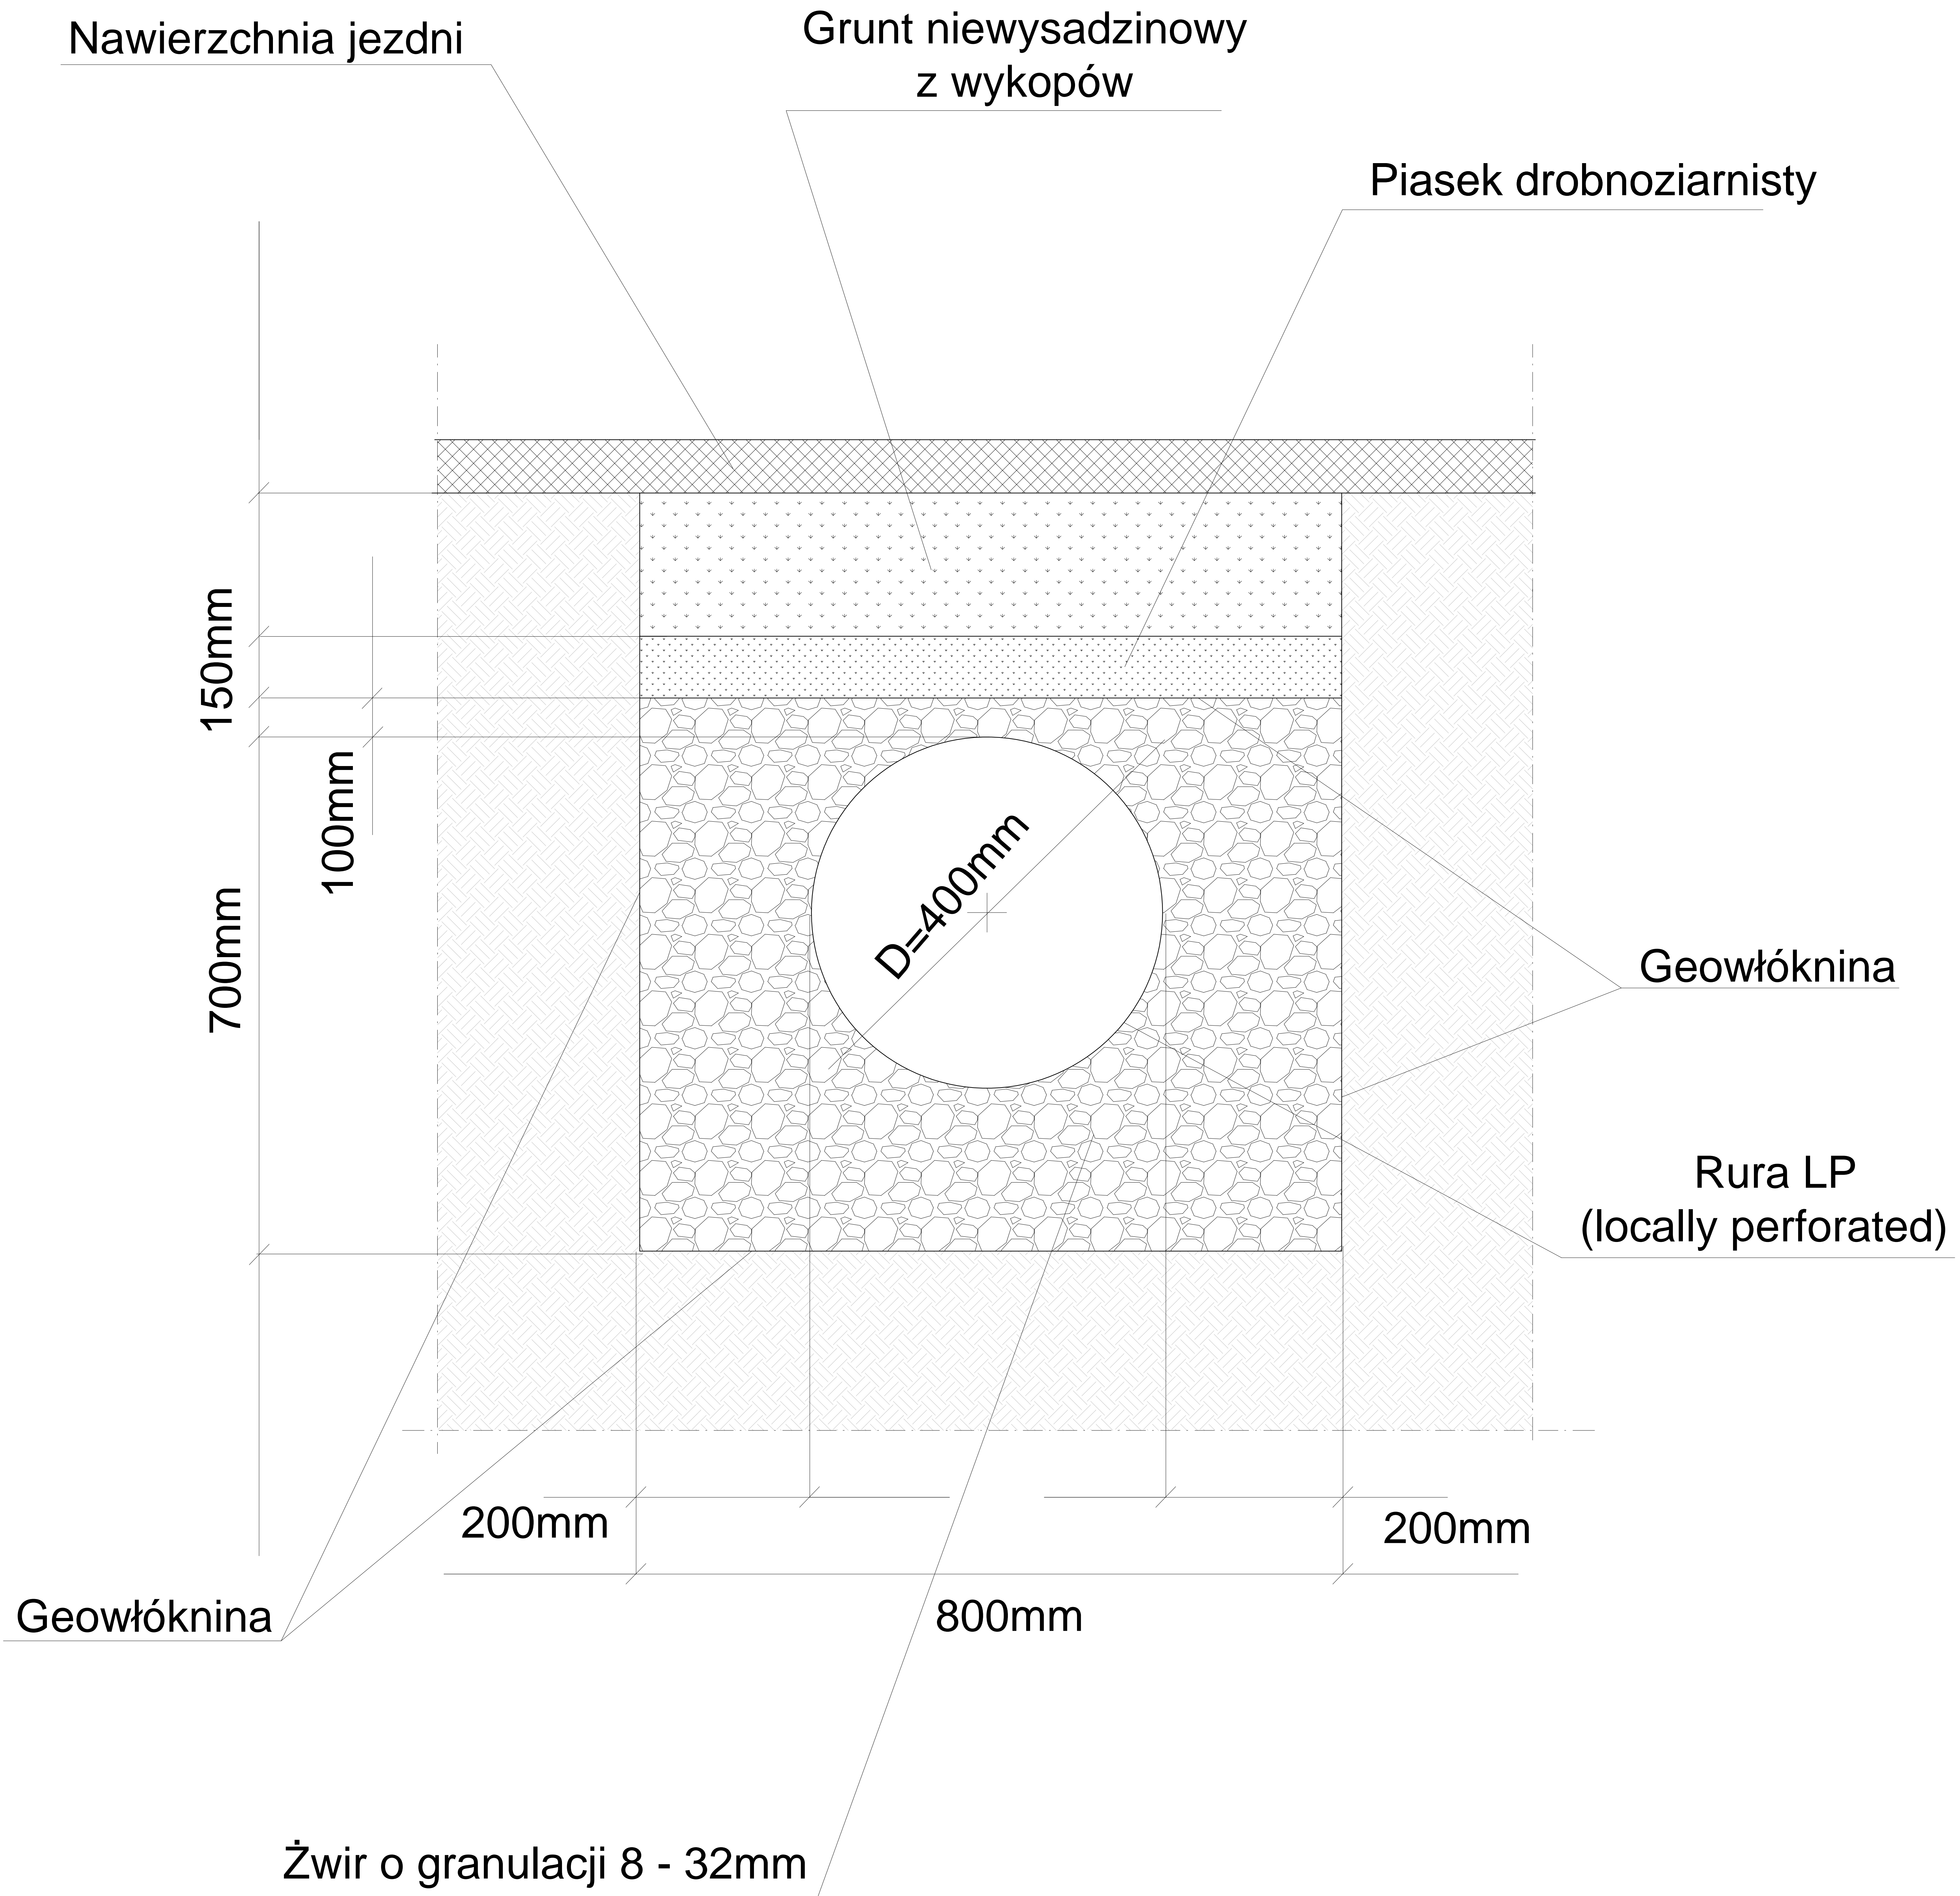 Nawierzchnia jezdni
Grunt niewysadzinowy
z wykopów
Piasek drobnoziarnisty
150mm
100mm
700mm
D=400mm
Geowłóknina
Rura LP
(locally perforated)
200mm
200mm
800mm
Geowłóknina
Żwir o granulacji 8 - 32mm